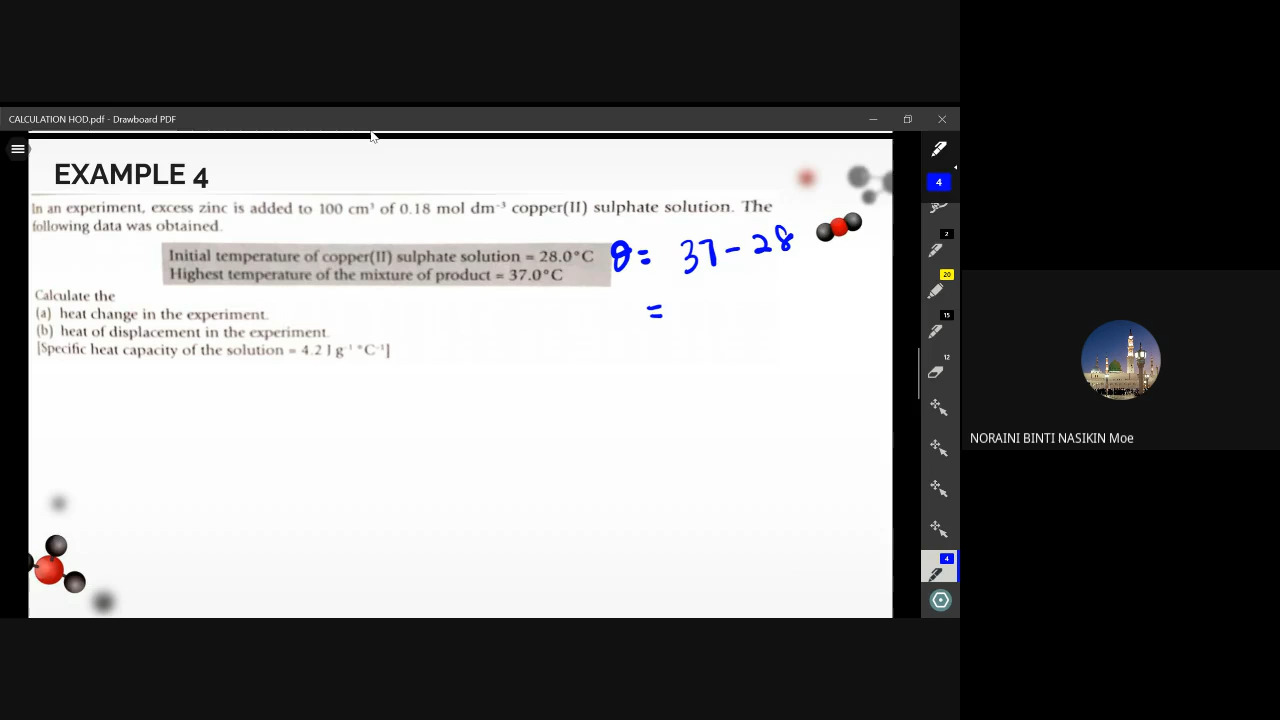 CALCULATION HOD.pdf - Drawboard PDF
EXAMPLE 4
In an experiment, excess zinc is added to 100 cm³ of 0.18 mol dm⁻³ copper(II) sulphate solution. The
following data was obtained.
Initial temperature of copper(II) sulphate solution = 28.0°C
Highest temperature of the mixture of product = 37.0°C
θ = 37 - 28
=
Calculate the
(a) heat change in the experiment.
(b) heat of displacement in the experiment.
[Specific heat capacity of the solution = 4.2 J g⁻¹ °C⁻¹]
4
2
20
15
12
4
NORAINI BINTI NASIKIN Moe